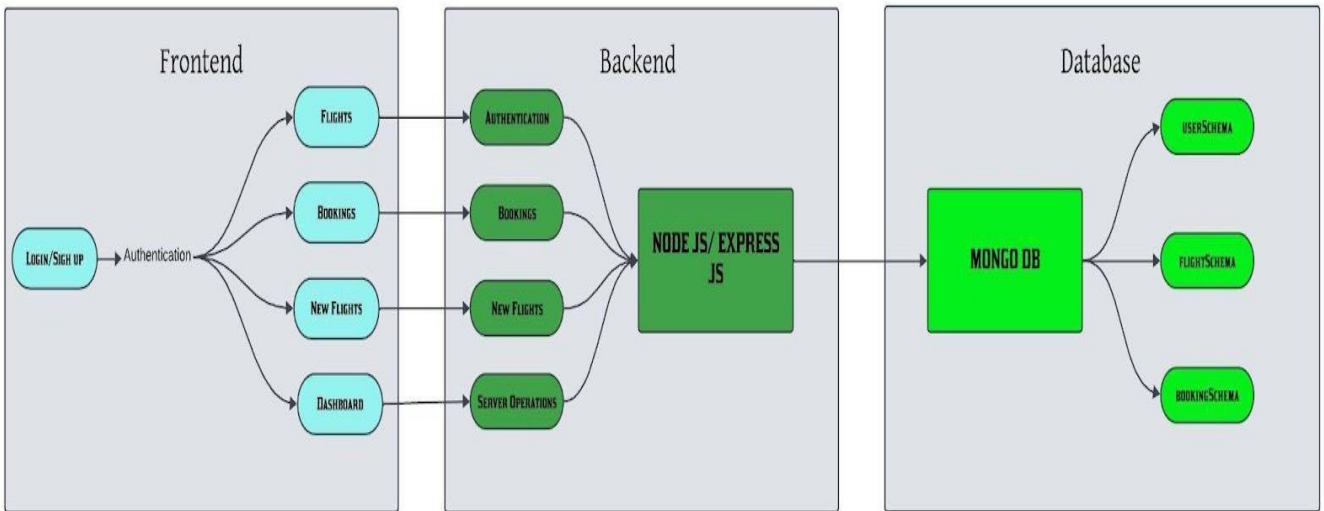 Frontend
Backend
Database
LOGIN/SIGH UP
Authentication
FLIGHTS
BOOKINGS
NEW FLIGHTS
DASHBOARD
AUTHENTICATION
BOOKINGS
NEW FLIGHTS
SERVER OPERATIONS
NODE JS/ EXPRESS
JS
MONGO DB
USERSCHEMA
FLIGHTSCHEMA
BOOKINGSCHEMA